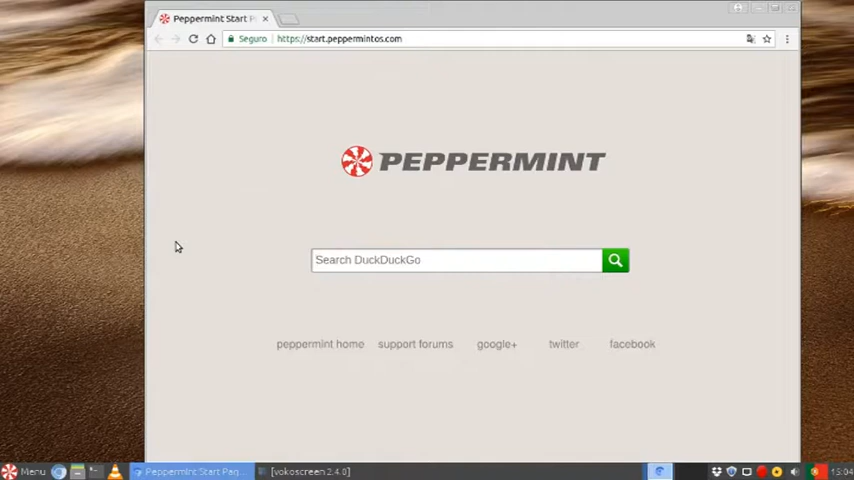 Peppermint Start P
Seguro https://start.peppermintos.com
PEPPERMINT
Search DuckDuckGo
peppermint home support forums google+ twitter facebook
Menu Peppermint Start Pag... [vokoscreen 2.4.0] 15:04